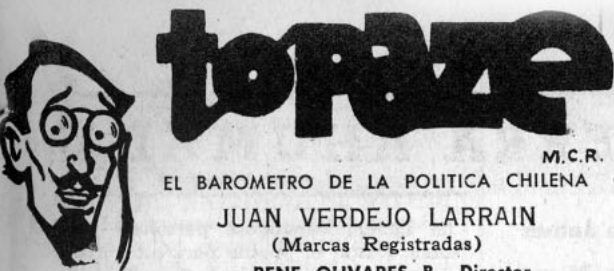 topaze
M.C.R.
EL BAROMETRO DE LA POLITICA CHILENA
JUAN VERDEJO LARRAIN
(Marcas Registradas)
RENE OLIVARES B. Director